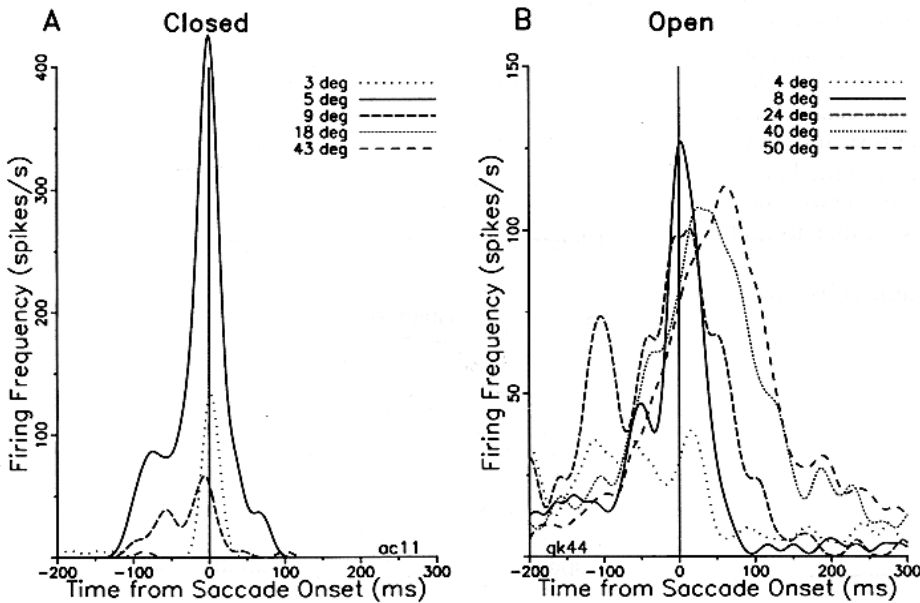 A
Closed
3 deg
5 deg
9 deg
18 deg
43 deg
Firing Frequency (spikes/s)
400
300
200
100
ac11
-200 -100 0 100 200 300
Time from Saccade Onset (ms)
B
Open
4 deg
8 deg
24 deg
40 deg
50 deg
Firing Frequency (spikes/s)
150
100
50
qk44
-200 -100 0 100 200 300
Time from Saccade Onset (ms)